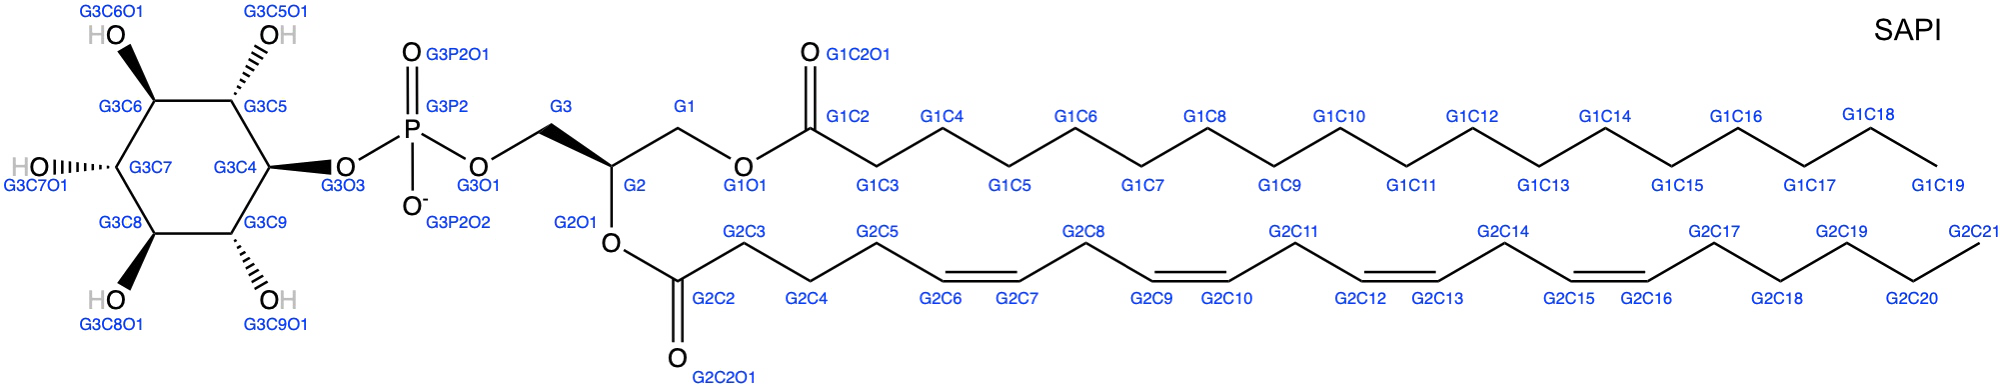 G3C6O1 G3C5O1
HO OH SAPI
O G3P2O1 O G1C2O1
G3C6 G3C5 G3P2 G3 G1 G1C2 G1C4 G1C6 G1C8 G1C10 G1C12 G1C14 G1C16 G1C18
P
HO G3C7 G3C4 O O O
G3C7O1 G3O3 G3O1 G2 G1O1 G1C3 G1C5 G1C7 G1C9 G1C11 G1C13 G1C15 G1C17 G1C19
O-
G3C8 G3C9 G3P2O2 G2O1 G2C3 G2C5 G2C8 G2C11 G2C14 G2C17 G2C19 G2C21
O
HO OH G2C2 G2C4 G2C6 G2C7 G2C9 G2C10 G2C12 G2C13 G2C15 G2C16 G2C18 G2C20
G3C8O1 G3C9O1
O
G2C2O1